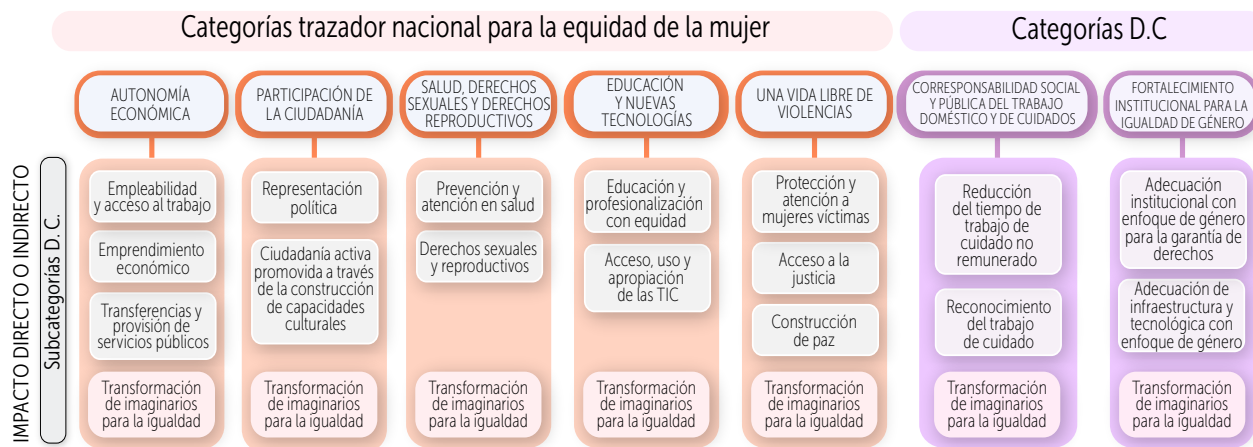 Categorías trazador nacional para la equidad de la mujer
Categorías D.C
AUTONOMÍA
ECONÓMICA
PARTICIPACIÓN DE
LA CIUDADANÍA
SALUD, DERECHOS
SEXUALES Y DERECHOS
REPRODUCTIVOS
EDUCACIÓN
Y NUEVAS
TECNOLOGÍAS
UNA VIDA LIBRE DE
VIOLENCIAS
CORRESPONSABILIDAD SOCIAL
Y PÚBLICA DEL TRABAJO
DOMÉSTICO Y DE CUIDADOS
FORTALECIMIENTO
INSTITUCIONAL PARA LA
IGUALDAD DE GÉNERO
IMPACTO DIRECTO O INDIRECTO
Subcategorías D. C.
Empleabilidad
y acceso al trabajo
Emprendimiento
económico
Transferencias y
provisión de
servicios públicos
Transformación
de imaginarios
para la igualdad
Representación
política
Ciudadanía activa
promovida a través
de la construcción
de capacidades
culturales
Transformación
de imaginarios
para la igualdad
Prevención y
atención en salud
Derechos sexuales
y reproductivos
Transformación
de imaginarios
para la igualdad
Educación y
profesionalización
con equidad
Acceso, uso y
apropiación
de las TIC
Transformación
de imaginarios
para la igualdad
Protección y
atención a
mujeres víctimas
Acceso a la
justicia
Construcción
de paz
Transformación
de imaginarios
para la igualdad
Reducción
del tiempo de
trabajo de
cuidado no
remunerado
Reconocimiento
del trabajo de
cuidado
Transformación
de imaginarios
para la igualdad
Adecuación
institucional con
enfoque de género
para la garantía de
derechos
Adecuación de
infraestructura y
tecnológica con
enfoque de género
Transformación
de imaginarios
para la igualdad